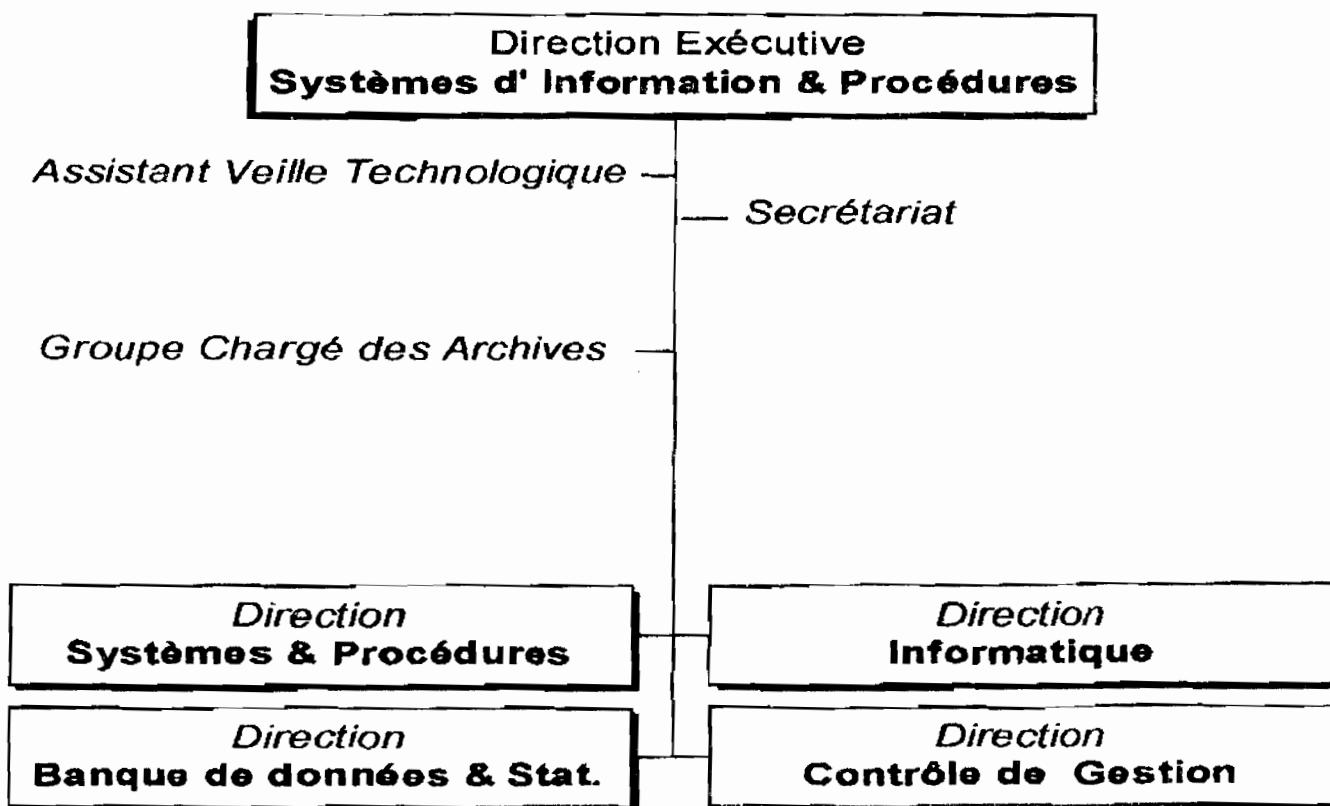 Direction Exécutive
Systèmes d' Information & Procédures
Assistant Veille Technologique
Secrétariat
Groupe Chargé des Archives
Direction
Systèmes & Procédures
Direction
Informatique
Direction
Banque de données & Stat.
Direction
Contrôle de Gestion